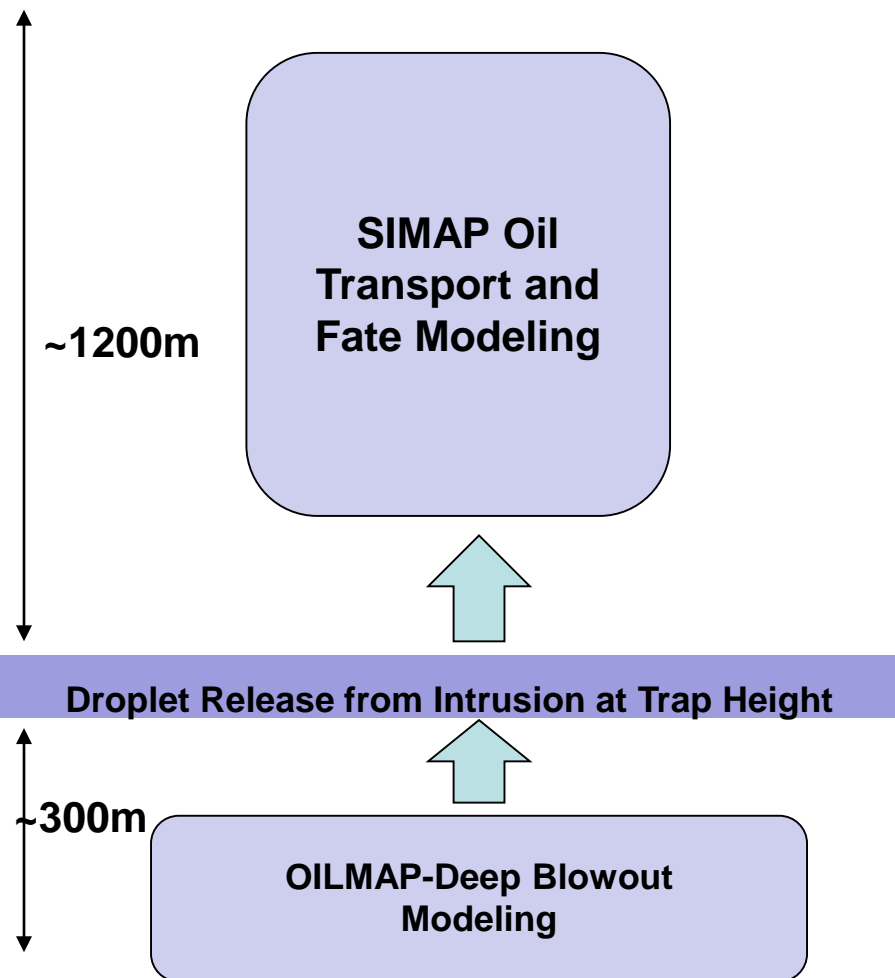 SIMAP Oil
Transport and
Fate Modeling
~1200m
Droplet Release from Intrusion at Trap Height
~300m
OILMAP-Deep Blowout
Modeling